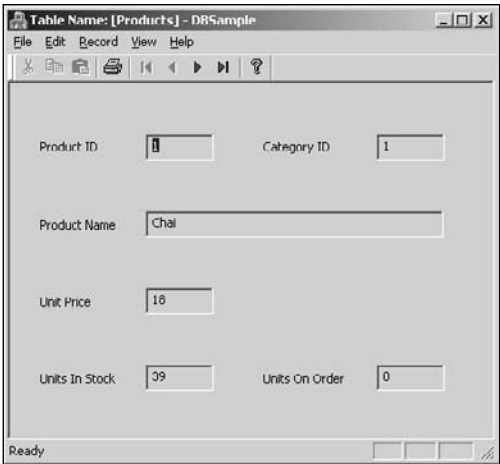 Table Name: [Products] - DBSample
File Edit Record View Help
Product ID 1 Category ID 1
Product Name Chai
Unit Price 18
Units In Stock 39 Units On Order 0
Ready